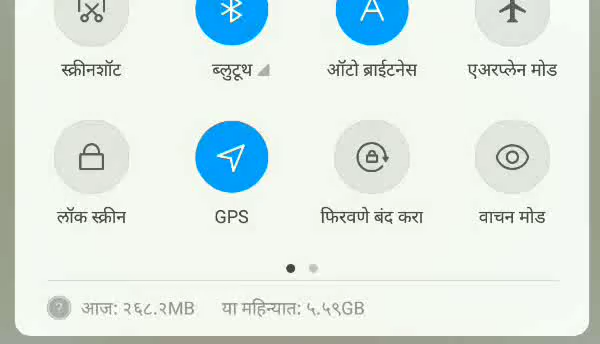 स्क्रीनशॉट ब्लुटूथ ऑटो ब्राईटनेस एअरप्लेन मोड
लॉक स्क्रीन GPS फिरवणे बंद करा वाचन मोड
आज: २६८.२MB या महिन्यात: ५.५९GB